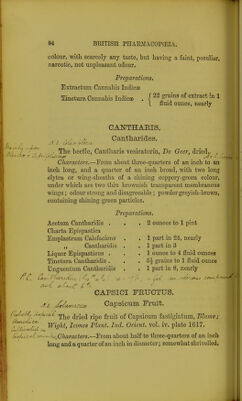 94 BRITISH PHARMACOPŒIA.
colour, with scarcely any taste, but having a faint, peculiar,
narcotic, not unpleasant odour.
Preparations.
Extractum Cannabis Indicæ
Tinctura Cannabis Indicæ . { 22 grains of extract in 1
fluid ounce, nearly
CANTHARIS.
Cantharides.
The beetle, Cantharis vesicatoria, De Geer, dried.
Characters.—From about three-quarters of an inch to an
inch long, and a quarter of an inch broad, with two long
elytra or wing-sheaths of a shining coppery-green colour,
under which are two thin brownish transparent membranous
wings; odour strong and disagreeable; powder greyish-brown,
containing shining green particles.
Preparations.
Acetum Cantharidis . . . 2 ounces to 1 pint
Charta Epispastica
Emplastrum Calefaciens . . 1 part in 24, nearly
„ Cantharidis . . 1 part in 3
Liquor Epispasticus . . . 1 ounce to 4 fluid ounces
Tinctura Cantharidis . . . 5½ grains to 1 fluid ounce
Unguentum Cantharidis . . 1 part in 6, nearly
CAPSICI FRUCTUS.
Capsicum Fruit.
The dried ripe fruit of Capsicum fastigiatum, Blume;
Wight, Icones Plant. Ind. Orient. vol. iv. plate 1617.
Characters.—From about half to three-quarters of an inch
long and a quarter of an inch in diameter; somewhat shrivelled,